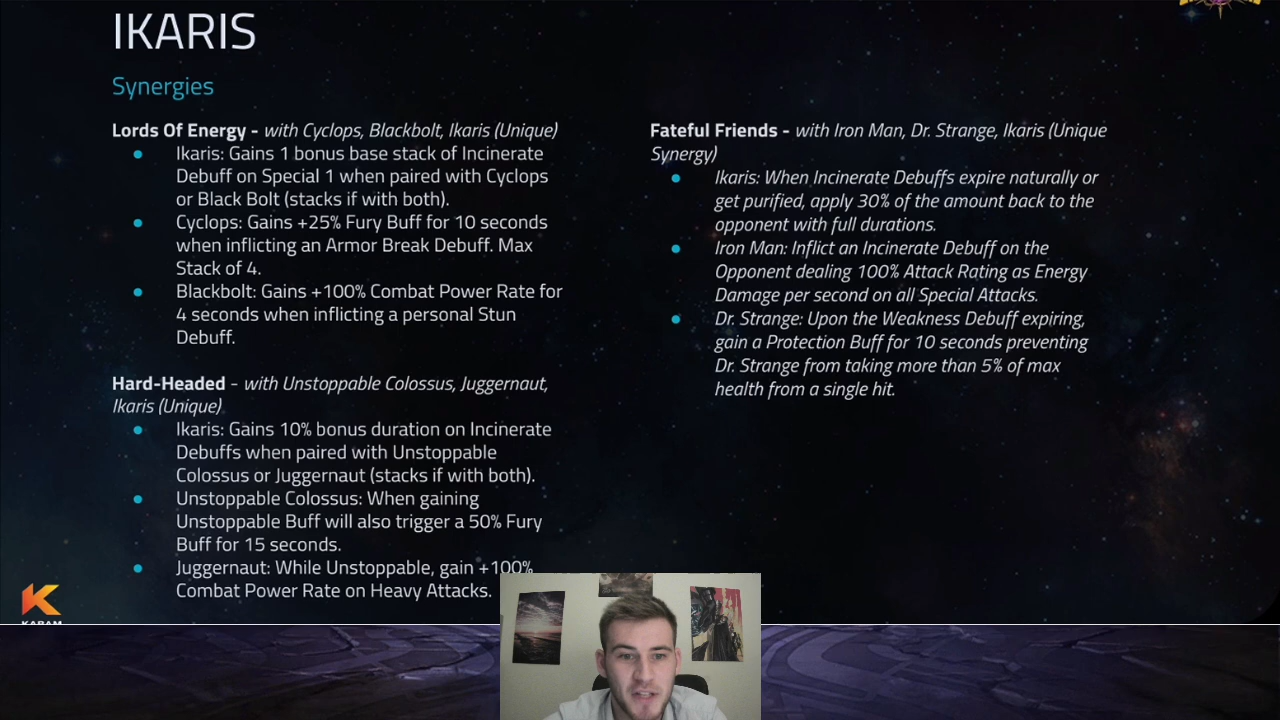 IKARIS
Synergies
Lords Of Energy - with Cyclops, Blackbolt, Ikaris (Unique)
● Ikaris: Gains 1 bonus base stack of Incinerate
Debuff on Special 1 when paired with Cyclops
or Black Bolt (stacks if with both).
● Cyclops: Gains +25% Fury Buff for 10 seconds
when inflicting an Armor Break Debuff. Max
Stack of 4.
● Blackbolt: Gains +100% Combat Power Rate for
4 seconds when inflicting a personal Stun
Debuff.
Hard-Headed - with Unstoppable Colossus, Juggernaut,
Ikaris (Unique)
● Ikaris: Gains 10% bonus duration on Incinerate
Debuffs when paired with Unstoppable
Colossus or Juggernaut (stacks if with both).
● Unstoppable Colossus: When gaining
Unstoppable Buff will also trigger a 50% Fury
Buff for 15 seconds.
● Juggernaut: While Unstoppable, gain +100%
Combat Power Rate on Heavy Attacks.
Fateful Friends - with Iron Man, Dr. Strange, Ikaris (Unique
Synergy)
● Ikaris: When Incinerate Debuffs expire naturally or
get purified, apply 30% of the amount back to the
opponent with full durations.
● Iron Man: Inflict an Incinerate Debuff on the
Opponent dealing 100% Attack Rating as Energy
Damage per second on all Special Attacks.
● Dr. Strange: Upon the Weakness Debuff expiring,
gain a Protection Buff for 10 seconds preventing
Dr. Strange from taking more than 5% of max
health from a single hit.
KABAM